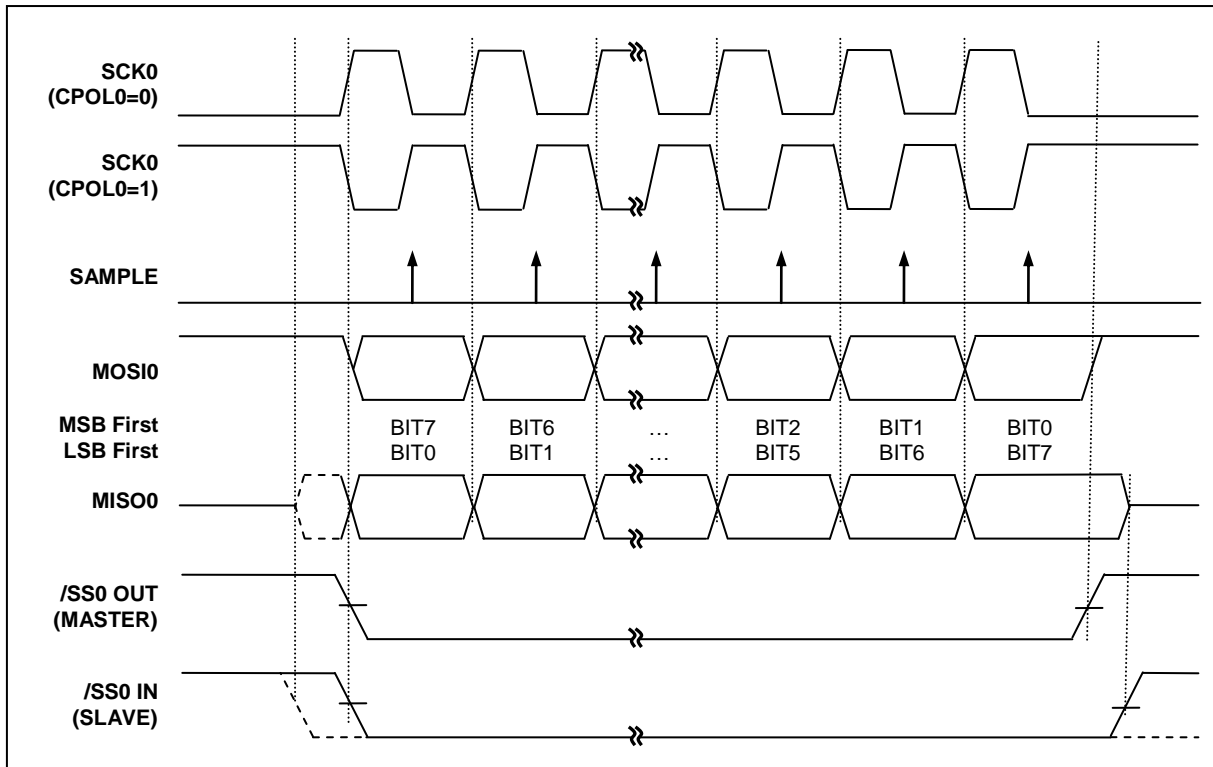 SCK0
(CPOL0=0)
SCK0
(CPOL0=1)
SAMPLE
MOSI0
MSB First BIT7 BIT6 … BIT2 BIT1 BIT0
LSB First BIT0 BIT1 … BIT5 BIT6 BIT7
MISO0
/SS0 OUT
(MASTER)
/SS0 IN
(SLAVE)